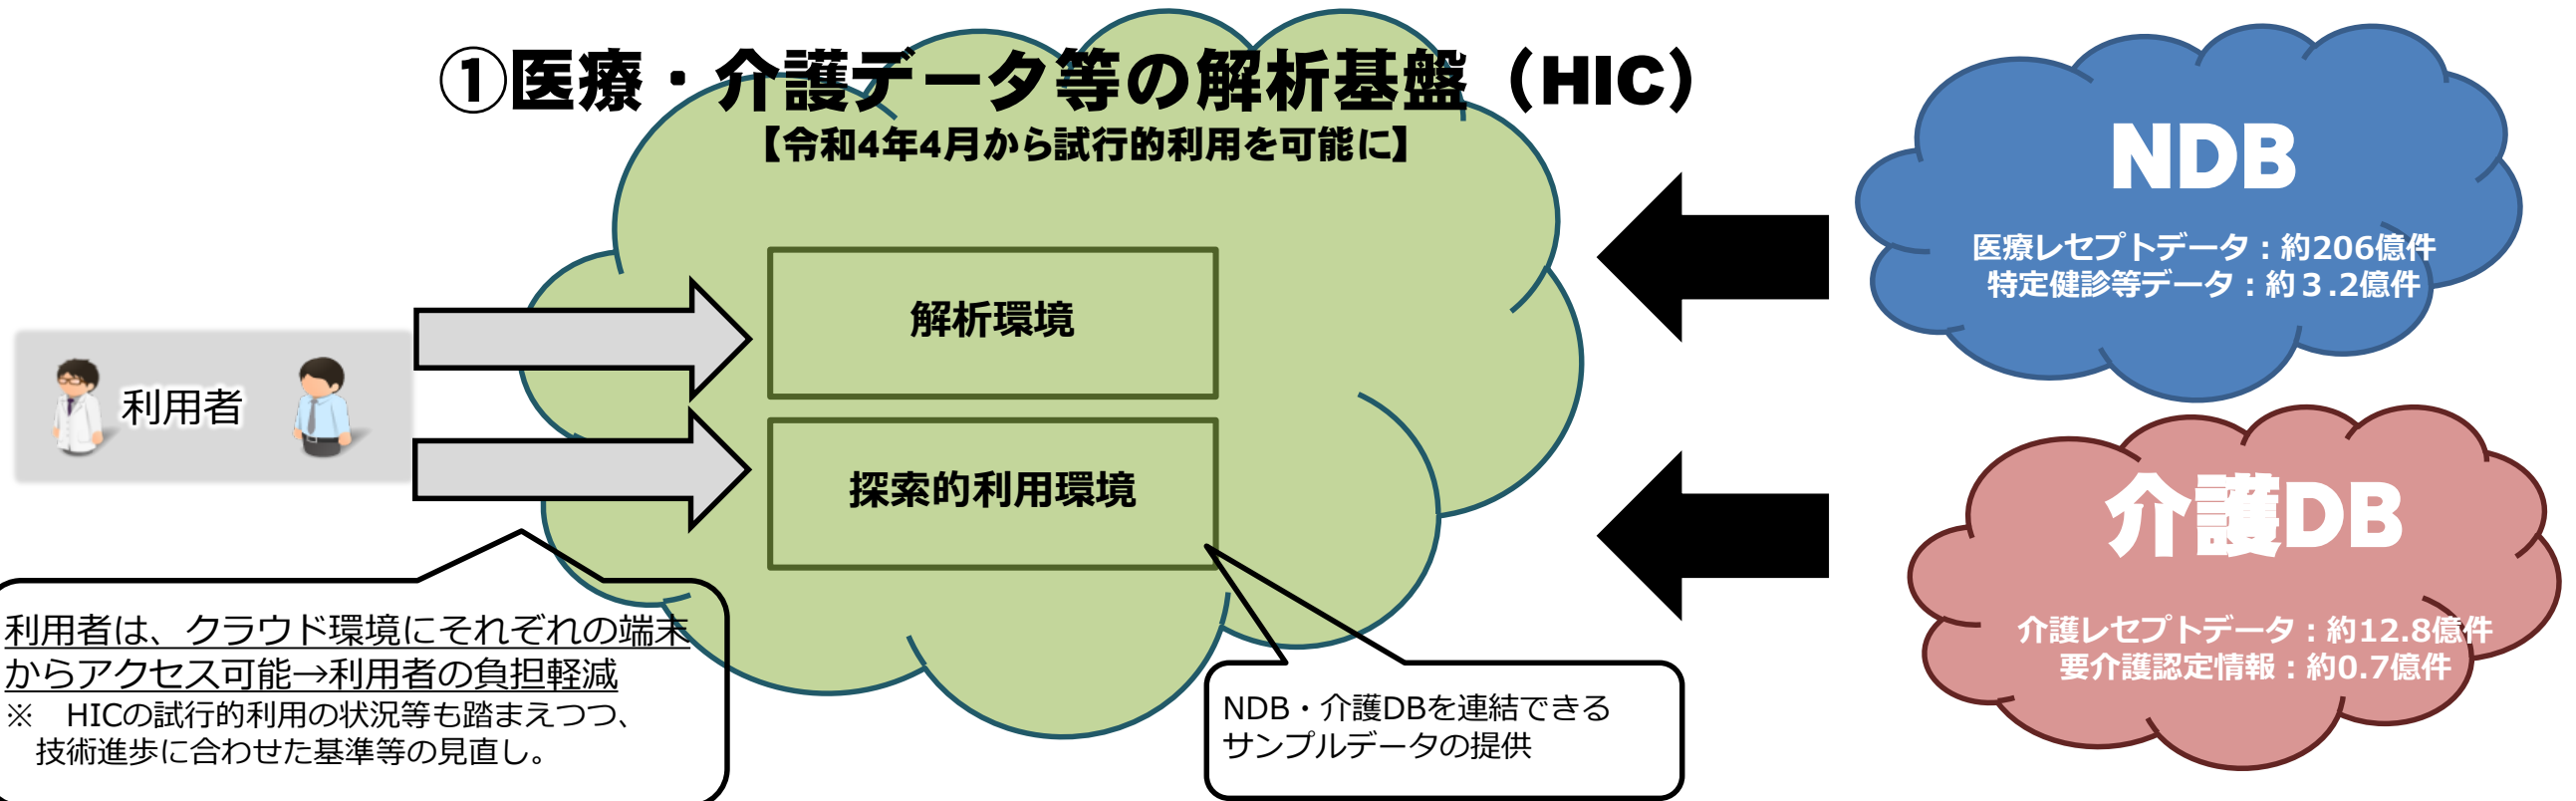 ①医療・介護データ等の解析基盤（HIC）
【令和4年4月から試行的利用を可能に】
解析環境
探索的利用環境
利用者
利用者は、クラウド環境にそれぞれの端末
からアクセス可能→利用者の負担軽減
※　HICの試行的利用の状況等も踏まえつつ、
技術進歩に合わせた基準等の見直し。
NDB・介護DBを連結できる
サンプルデータの提供
NDB
医療レセプトデータ：約206億件
特定健診等データ：約３.2億件
介護DB
介護レセプトデータ：約12.8億件
要介護認定情報：約0.7億件